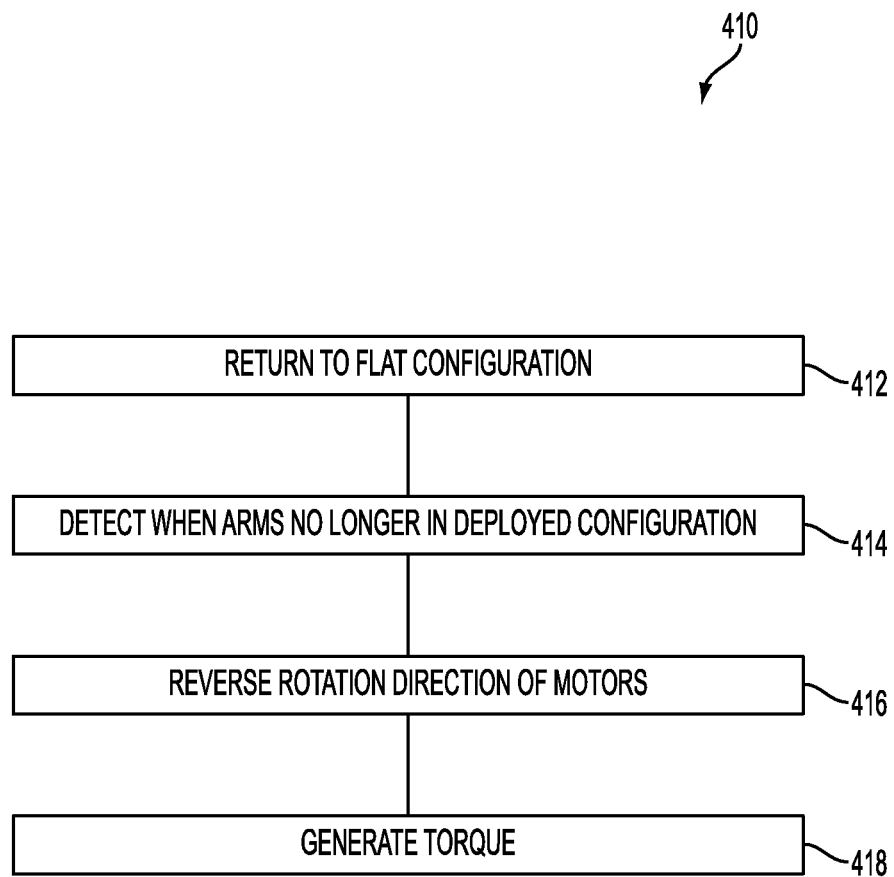 410
RETURN TO FLAT CONFIGURATION
412
DETECT WHEN ARMS NO LONGER IN DEPLOYED CONFIGURATION
414
REVERSE ROTATION DIRECTION OF MOTORS
416
GENERATE TORQUE
418